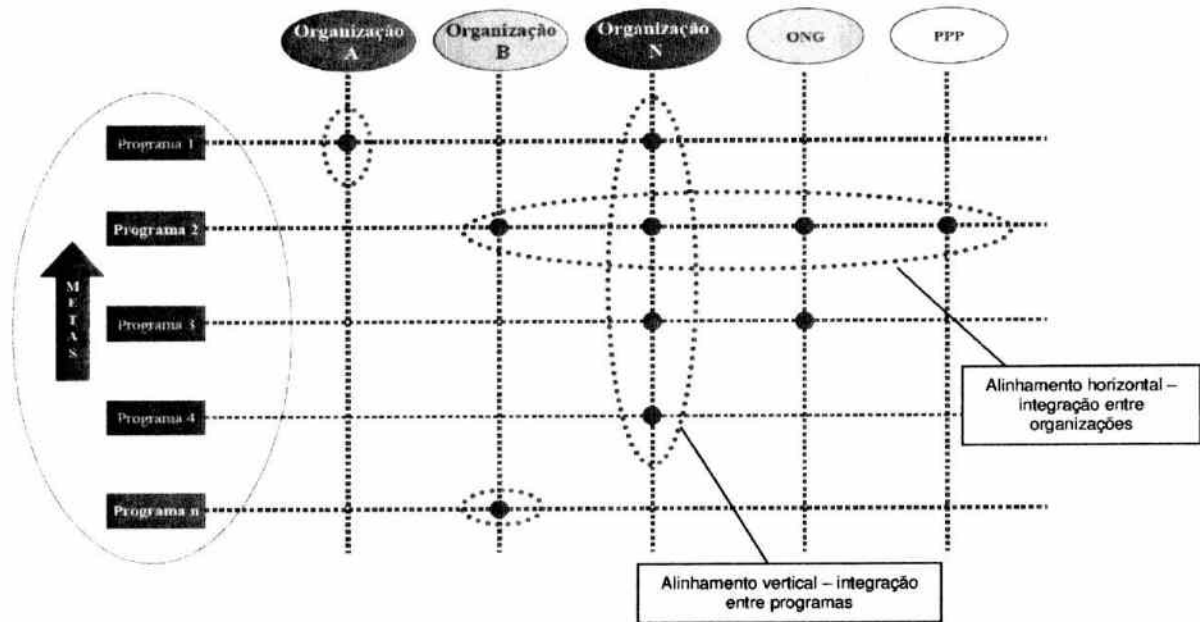 Organização
A
Organização
B
Organização
N
ONG
PPP
Programa 1
Programa 2
METAS
Programa 3
Alinhamento horizontal –
integração entre
organizações
Programa 4
Programa n
Alinhamento vertical – integração
entre programas